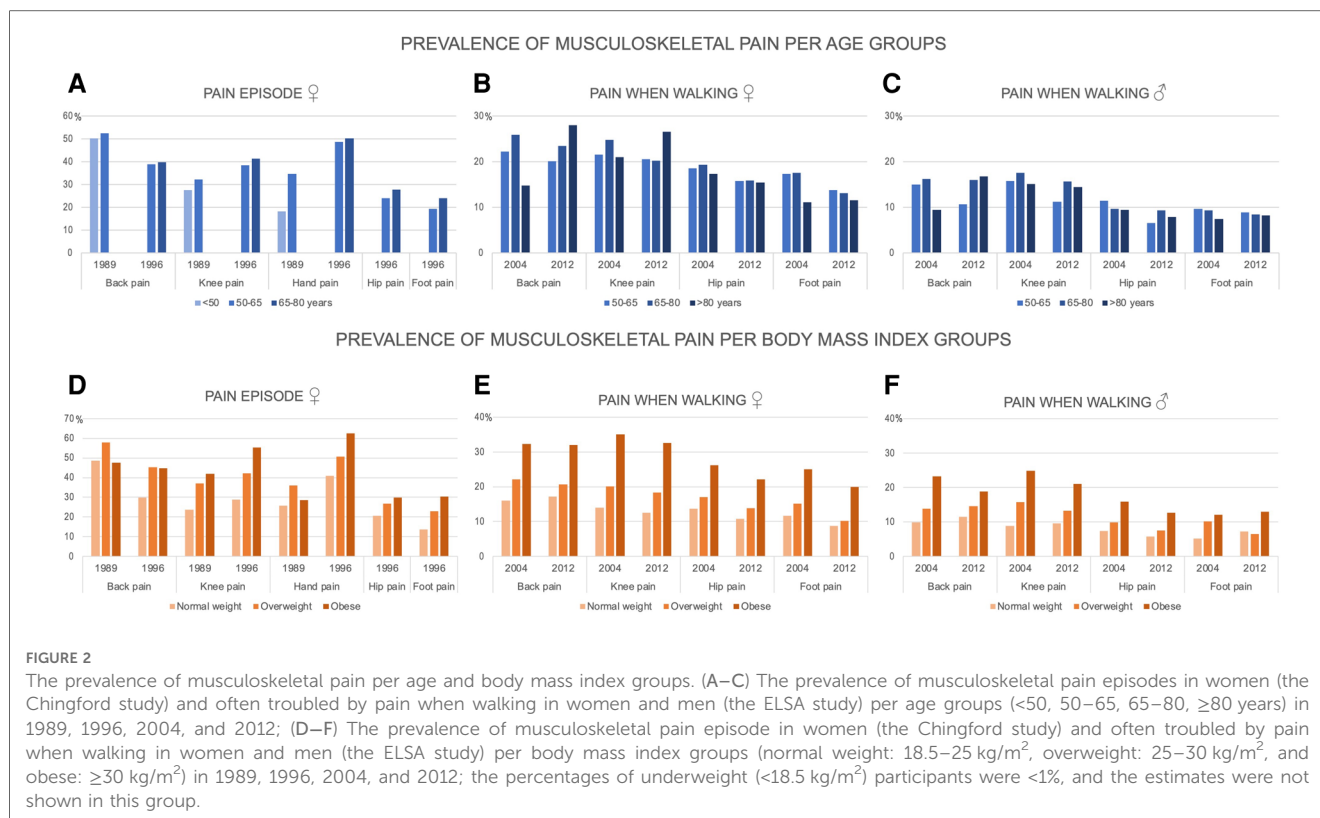 PREVALENCE OF MUSCULOSKELETAL PAIN PER AGE GROUPS
A
PAIN EPISODE ♀
60 %
50
40
30
20
10
0
1989 1996 1989 1996 1989 1996 1996 1996
Back pain Knee pain Hand pain Hip pain Foot pain
<50 50-65 65-80 years
B
PAIN WHEN WALKING ♀
30%
20
10
0
2004 2012 2004 2012 2004 2012 2004 2012
Back pain Knee pain Hip pain Foot pain
50-65 65-80 >80 years
C
PAIN WHEN WALKING ♂
30%
20
10
0
2004 2012 2004 2012 2004 2012 2004 2012
Back pain Knee pain Hip pain Foot pain
50-65 65-80 >80 years
PREVALENCE OF MUSCULOSKELETAL PAIN PER BODY MASS INDEX GROUPS
D
PAIN EPISODE ♀
70 %
60
50
40
30
20
10
0
1989 1996 1989 1996 1989 1996 1996 1996
Back pain Knee pain Hand pain Hip pain Foot pain
Normal weight Overweight Obese
E
PAIN WHEN WALKING ♀
40%
30
20
10
0
2004 2012 2004 2012 2004 2012 2004 2012
Back pain Knee pain Hip pain Foot pain
Normal weight Overweight Obese
F
PAIN WHEN WALKING ♂
40%
30
20
10
0
2004 2012 2004 2012 2004 2012 2004 2012
Back pain Knee pain Hip pain Foot pain
Normal weight Overweight Obese
FIGURE 2
The prevalence of musculoskeletal pain per age and body mass index groups. (A–C) The prevalence of musculoskeletal pain episodes in women (the
Chingford study) and often troubled by pain when walking in women and men (the ELSA study) per age groups (<50, 50–65, 65–80, ≥80 years) in
1989, 1996, 2004, and 2012; (D–F) The prevalence of musculoskeletal pain episode in women (the Chingford study) and often troubled by pain
when walking in women and men (the ELSA study) per body mass index groups (normal weight: 18.5–25 kg/m², overweight: 25–30 kg/m², and
obese: ≥30 kg/m²) in 1989, 1996, 2004, and 2012; the percentages of underweight (<18.5 kg/m²) participants were <1%, and the estimates were not
shown in this group.